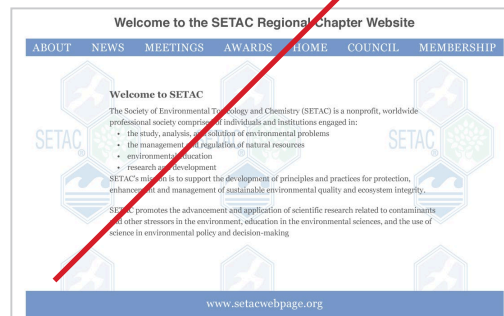 Welcome to the SETAC Regional Chapter Website
ABOUT NEWS MEETINGS AWARDS HOME COUNCIL MEMBERSHIP
Welcome to SETAC
The Society of Environmental Toxicology and Chemistry (SETAC) is a nonprofit, worldwide
professional society comprised of individuals and institutions engaged in:
• the study, analysis, and solution of environmental problems
• the management and regulation of natural resources
• environmental education
• research and development
SETAC's mission is to support the development of principles and practices for protection,
enhancement and management of sustainable environmental quality and ecosystem integrity.
SETAC promotes the advancement and application of scientific research related to contaminants
and other stressors in the environment, education in the environmental sciences, and the use of
science in environmental policy and decision-making
SETAC SETAC
www.setacwebpage.org